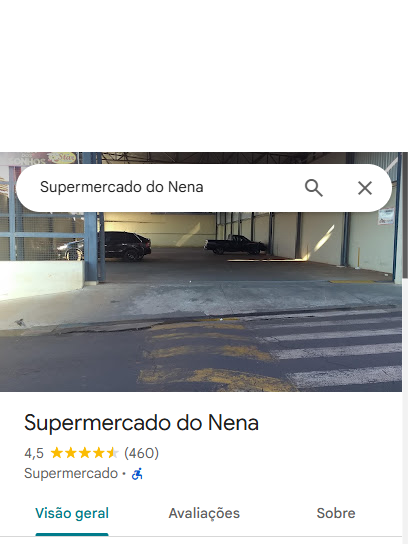 Supermercado do Nena
Supermercado do Nena
4,5 (460)
Supermercado •
Visão geral Avaliações Sobre